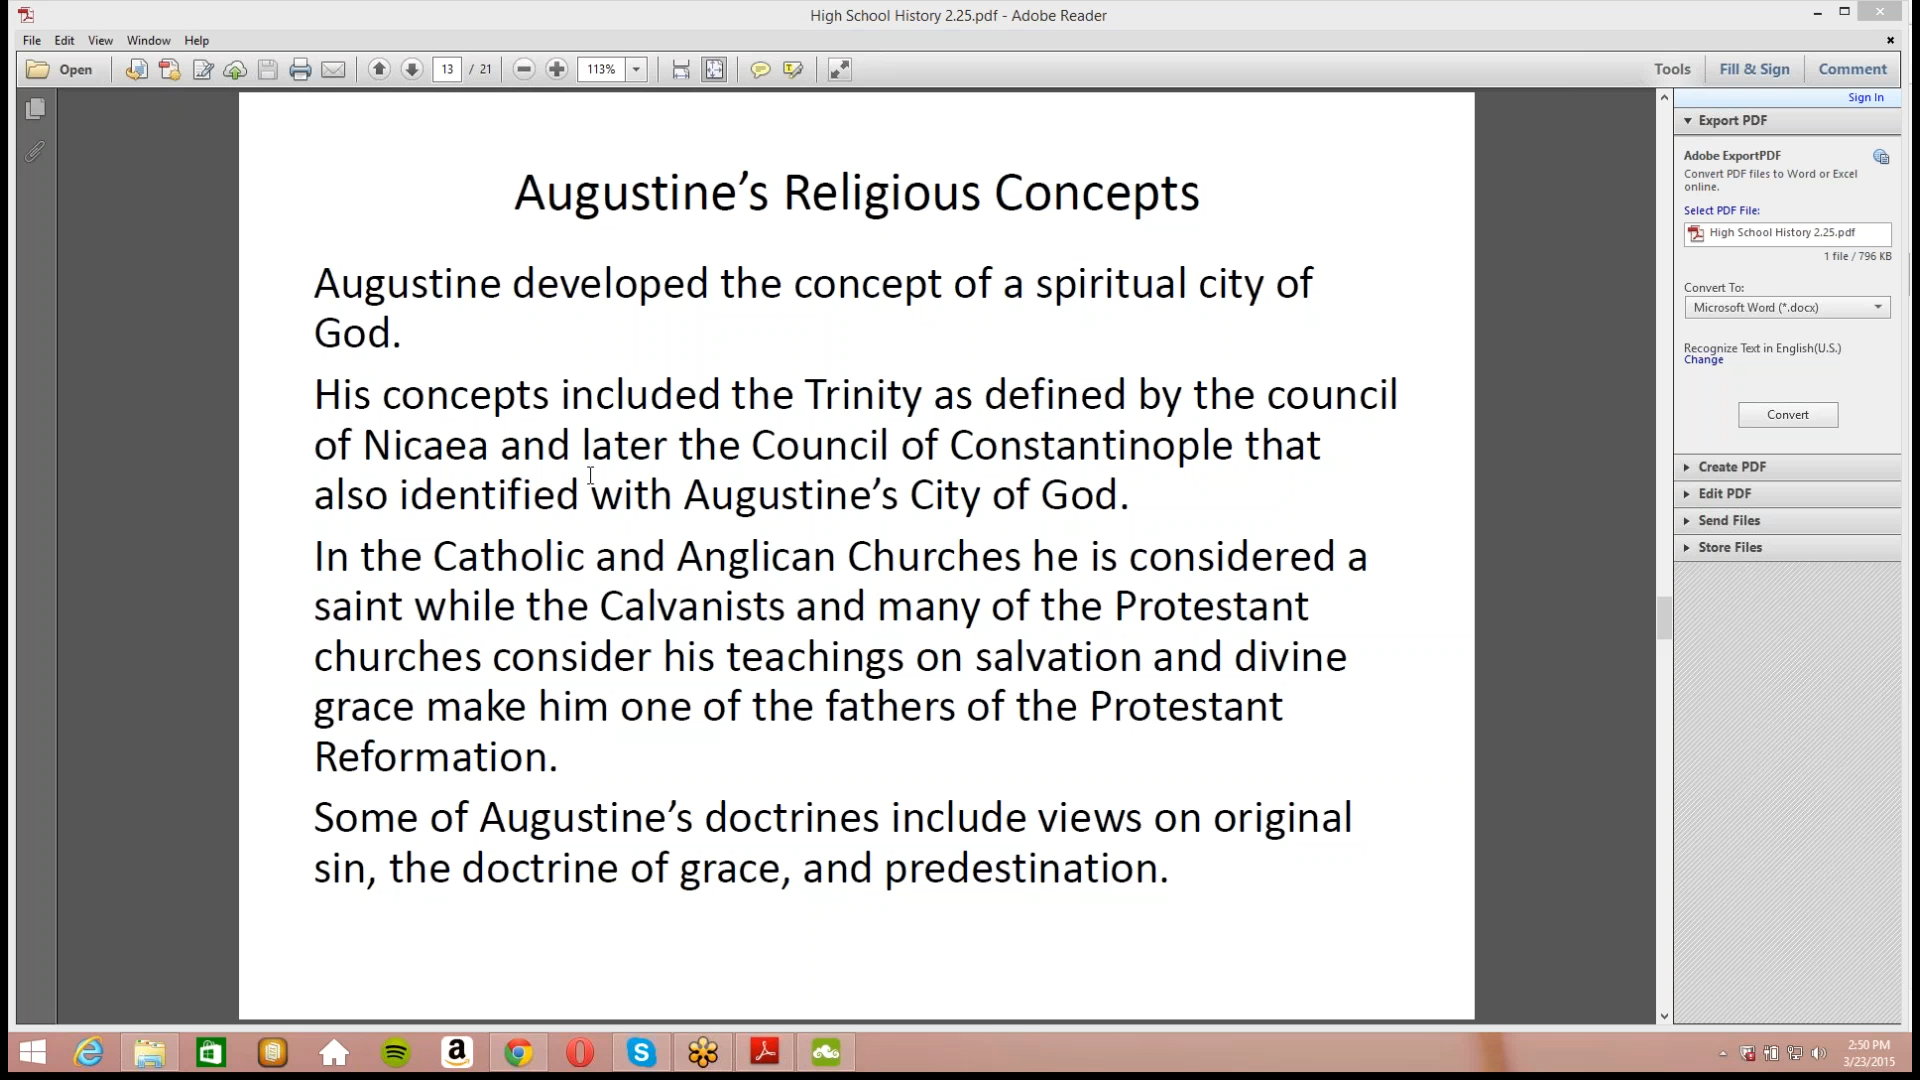 High School History 2.25.pdf - Adobe Reader
File Edit View Window Help
Open 13 / 21 113% Tools Fill & Sign Comment
Sign In
Export PDF
Adobe ExportPDF
Convert PDF files to Word or Excel
online.
Select PDF File:
High School History 2.25.pdf
1 file / 796 KB
Convert To:
Microsoft Word (*.docx)
Recognize Text in English(U.S.)
Change
Convert
Create PDF
Edit PDF
Send Files
Store Files
Augustine’s Religious Concepts
Augustine developed the concept of a spiritual city of
God.
His concepts included the Trinity as defined by the council
of Nicaea and later the Council of Constantinople that
also identified with Augustine’s City of God.
In the Catholic and Anglican Churches he is considered a
saint while the Calvanists and many of the Protestant
churches consider his teachings on salvation and divine
grace make him one of the fathers of the Protestant
Reformation.
Some of Augustine’s doctrines include views on original
sin, the doctrine of grace, and predestination.
2:50 PM
3/23/2015